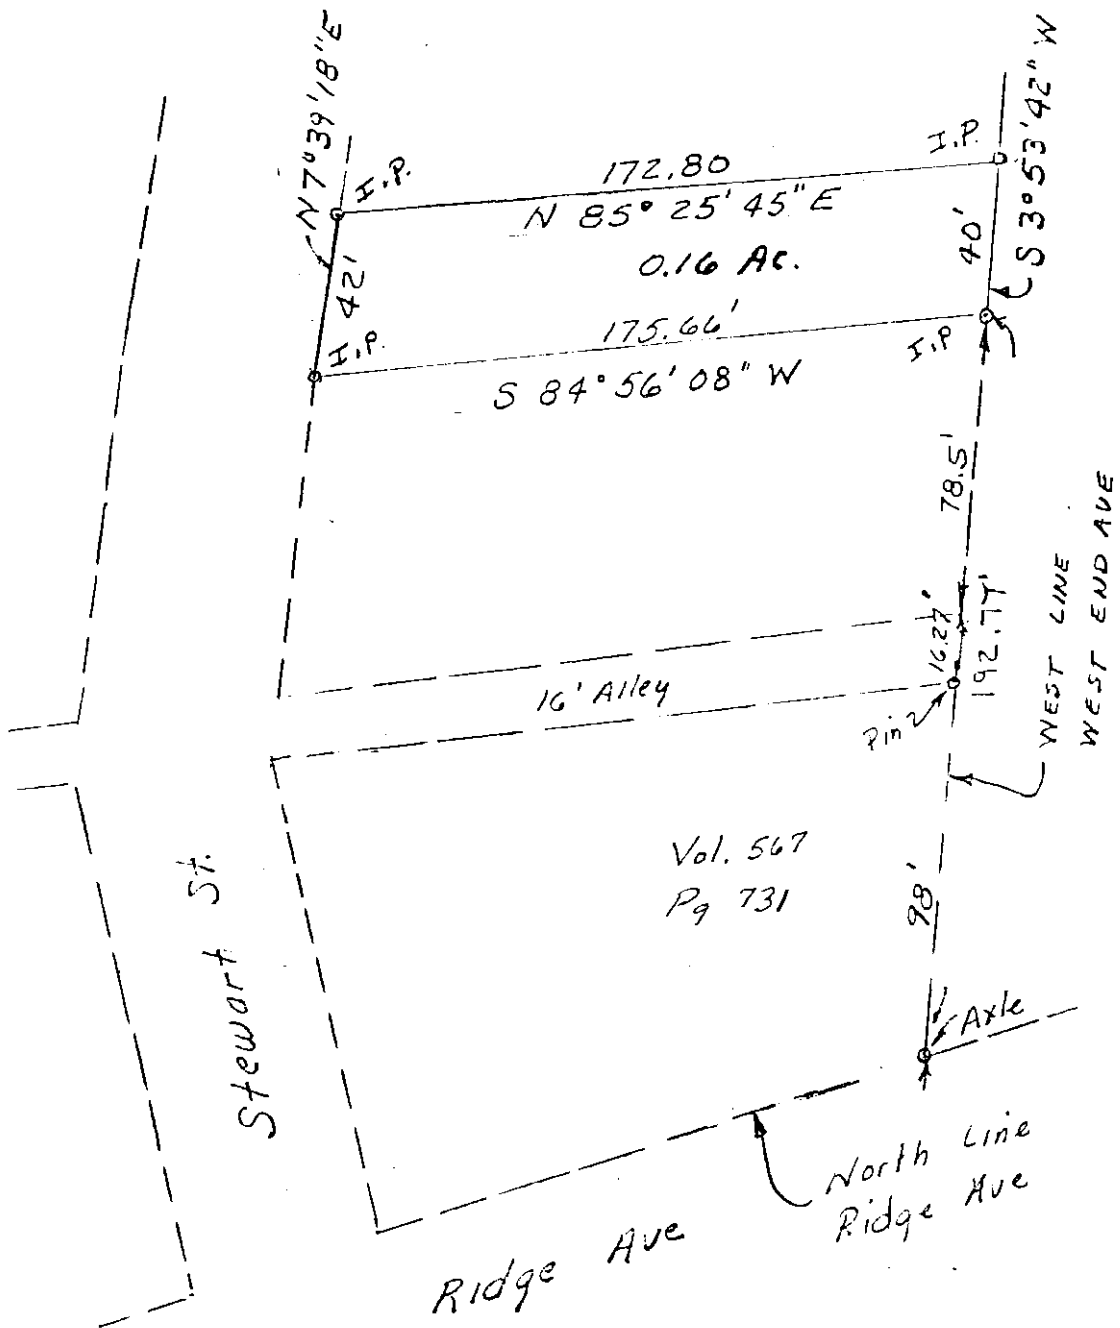 N 7° 39' 18" E
I.P.
172.80
I.P.
S 3° 53' 42" W
N 85° 25' 45" E
0.16 Ac.
42'
40'
I.P.
175.66'
I.P
S 84° 56' 08" W
78.5'
16.27'
192.77'
WEST LINE
WEST END AVE
16' Alley
Pin
Vol. 567
Pg 731
98'
Stewart St.
Axle
North Line
Ridge Ave
Ridge Ave